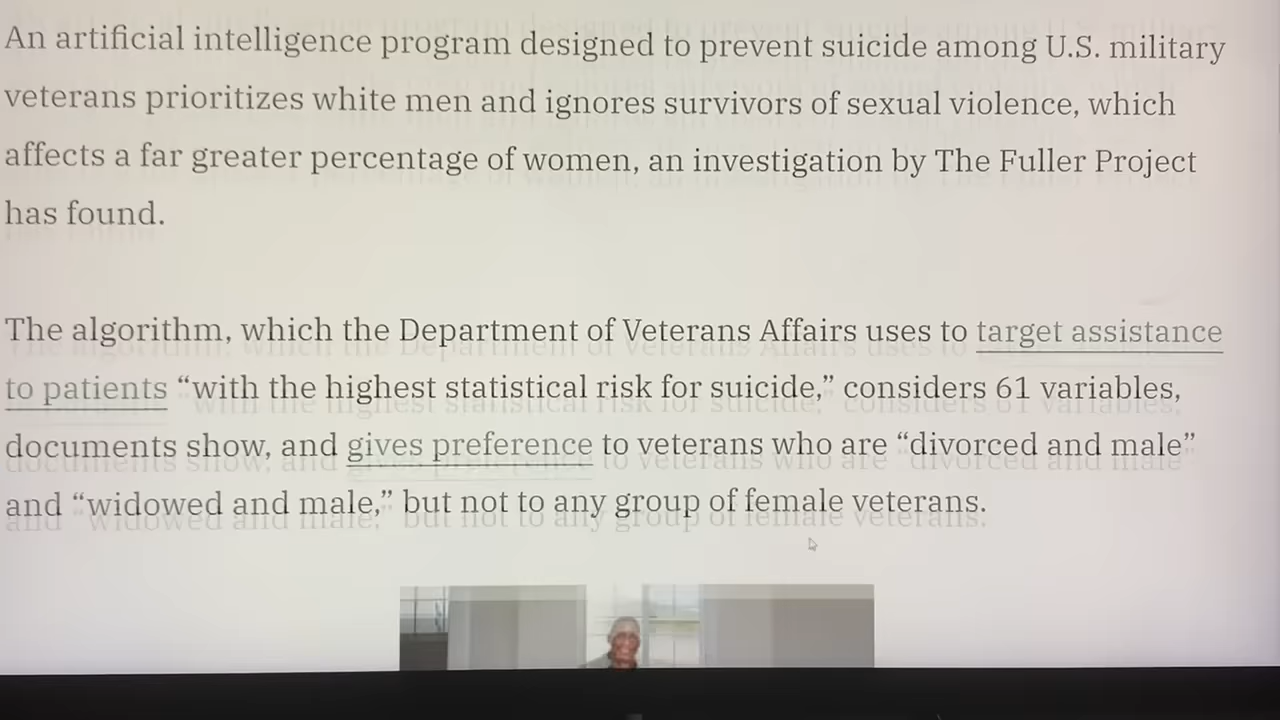 An artificial intelligence program designed to prevent suicide among U.S. military
veterans prioritizes white men and ignores survivors of sexual violence, which
affects a far greater percentage of women, an investigation by The Fuller Project
has found.
The algorithm, which the Department of Veterans Affairs uses to target assistance
to patients “with the highest statistical risk for suicide,” considers 61 variables,
documents show, and gives preference to veterans who are “divorced and male”
and “widowed and male,” but not to any group of female veterans.